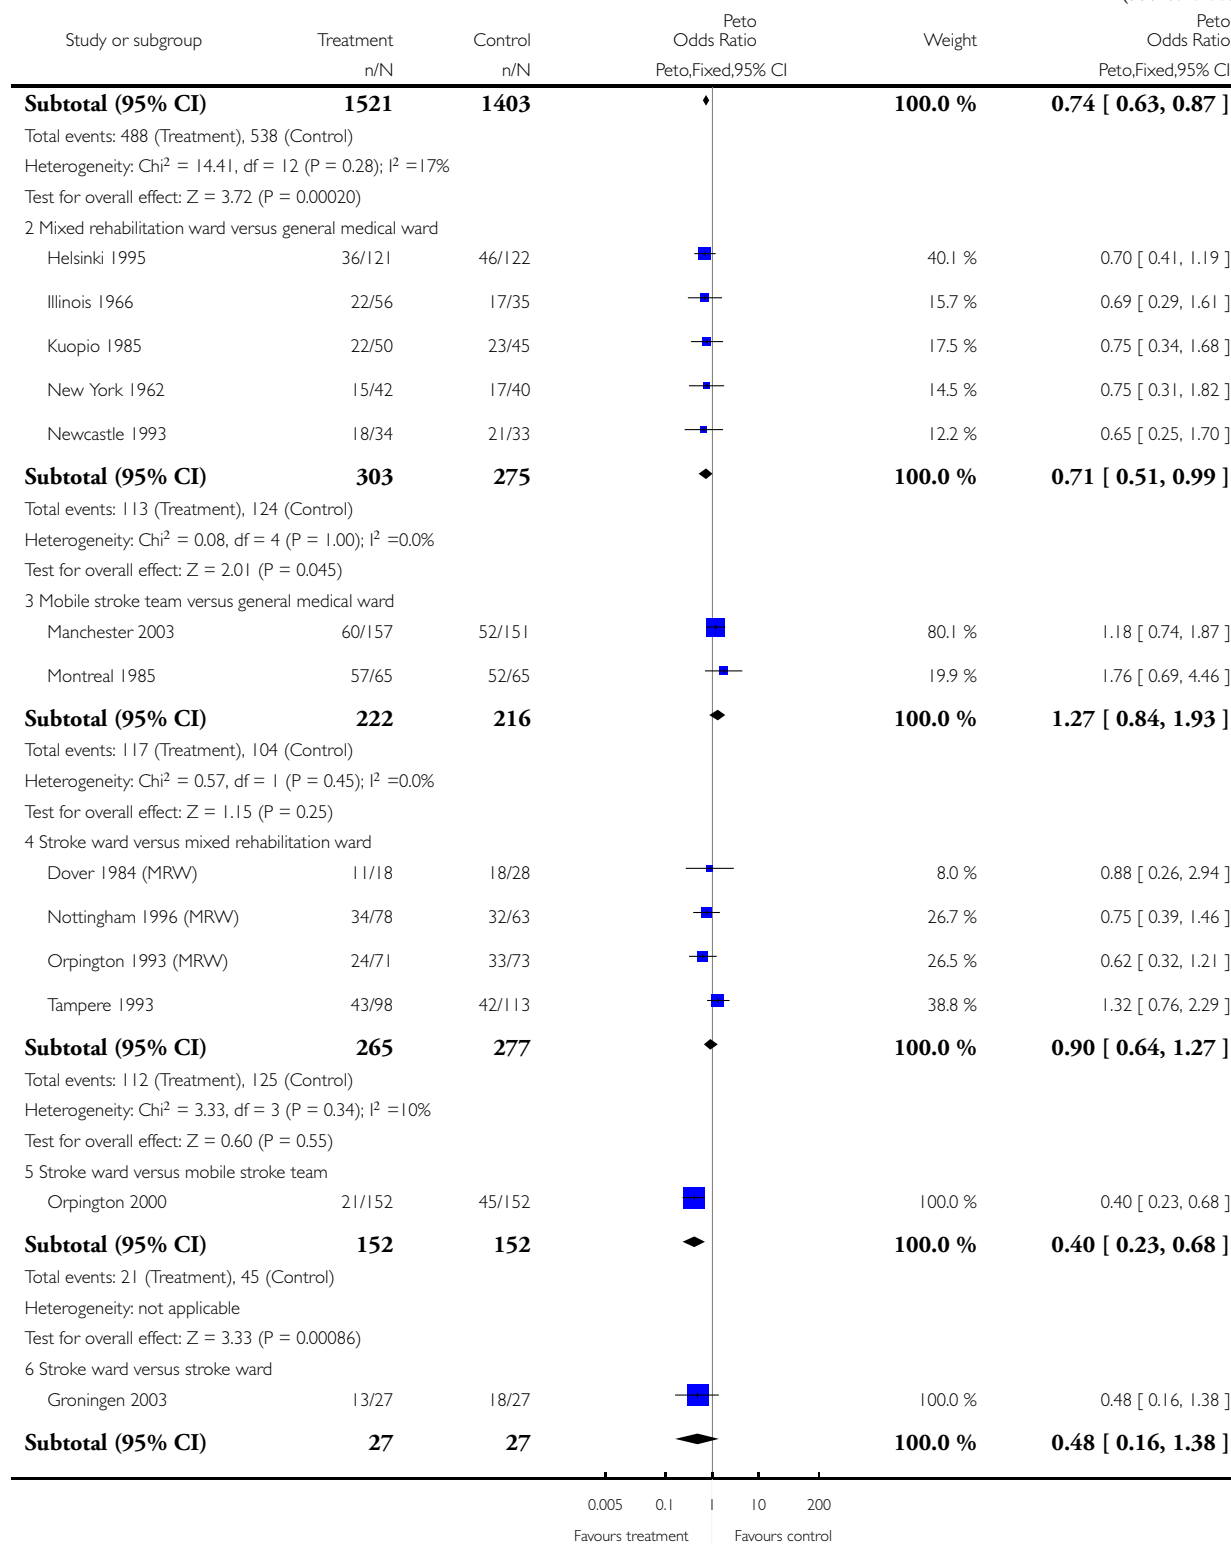 Peto Peto
Study or subgroup Treatment Control Odds Ratio Weight Odds Ratio
n/N n/N Peto,Fixed,95% CI Peto,Fixed,95% CI
Subtotal (95% CI) 1521 1403 100.0 % 0.74 [ 0.63, 0.87 ]
Total events: 488 (Treatment), 538 (Control)
Heterogeneity: Chi² = 14.41, df = 12 (P = 0.28); I² =17%
Test for overall effect: Z = 3.72 (P = 0.00020)
2 Mixed rehabilitation ward versus general medical ward
Helsinki 1995 36/121 46/122 40.1 % 0.70 [ 0.41, 1.19 ]
Illinois 1966 22/56 17/35 15.7 % 0.69 [ 0.29, 1.61 ]
Kuopio 1985 22/50 23/45 17.5 % 0.75 [ 0.34, 1.68 ]
New York 1962 15/42 17/40 14.5 % 0.75 [ 0.31, 1.82 ]
Newcastle 1993 18/34 21/33 12.2 % 0.65 [ 0.25, 1.70 ]
Subtotal (95% CI) 303 275 100.0 % 0.71 [ 0.51, 0.99 ]
Total events: 113 (Treatment), 124 (Control)
Heterogeneity: Chi² = 0.08, df = 4 (P = 1.00); I² =0.0%
Test for overall effect: Z = 2.01 (P = 0.045)
3 Mobile stroke team versus general medical ward
Manchester 2003 60/157 52/151 80.1 % 1.18 [ 0.74, 1.87 ]
Montreal 1985 57/65 52/65 19.9 % 1.76 [ 0.69, 4.46 ]
Subtotal (95% CI) 222 216 100.0 % 1.27 [ 0.84, 1.93 ]
Total events: 117 (Treatment), 104 (Control)
Heterogeneity: Chi² = 0.57, df = 1 (P = 0.45); I² =0.0%
Test for overall effect: Z = 1.15 (P = 0.25)
4 Stroke ward versus mixed rehabilitation ward
Dover 1984 (MRW) 11/18 18/28 8.0 % 0.88 [ 0.26, 2.94 ]
Nottingham 1996 (MRW) 34/78 32/63 26.7 % 0.75 [ 0.39, 1.46 ]
Orpington 1993 (MRW) 24/71 33/73 26.5 % 0.62 [ 0.32, 1.21 ]
Tampere 1993 43/98 42/113 38.8 % 1.32 [ 0.76, 2.29 ]
Subtotal (95% CI) 265 277 100.0 % 0.90 [ 0.64, 1.27 ]
Total events: 112 (Treatment), 125 (Control)
Heterogeneity: Chi² = 3.33, df = 3 (P = 0.34); I² =10%
Test for overall effect: Z = 0.60 (P = 0.55)
5 Stroke ward versus mobile stroke team
Orpington 2000 21/152 45/152 100.0 % 0.40 [ 0.23, 0.68 ]
Subtotal (95% CI) 152 152 100.0 % 0.40 [ 0.23, 0.68 ]
Total events: 21 (Treatment), 45 (Control)
Heterogeneity: not applicable
Test for overall effect: Z = 3.33 (P = 0.00086)
6 Stroke ward versus stroke ward
Groningen 2003 13/27 18/27 100.0 % 0.48 [ 0.16, 1.38 ]
Subtotal (95% CI) 27 27 100.0 % 0.48 [ 0.16, 1.38 ]
0.005 0.1 1 10 200
Favours treatment Favours control